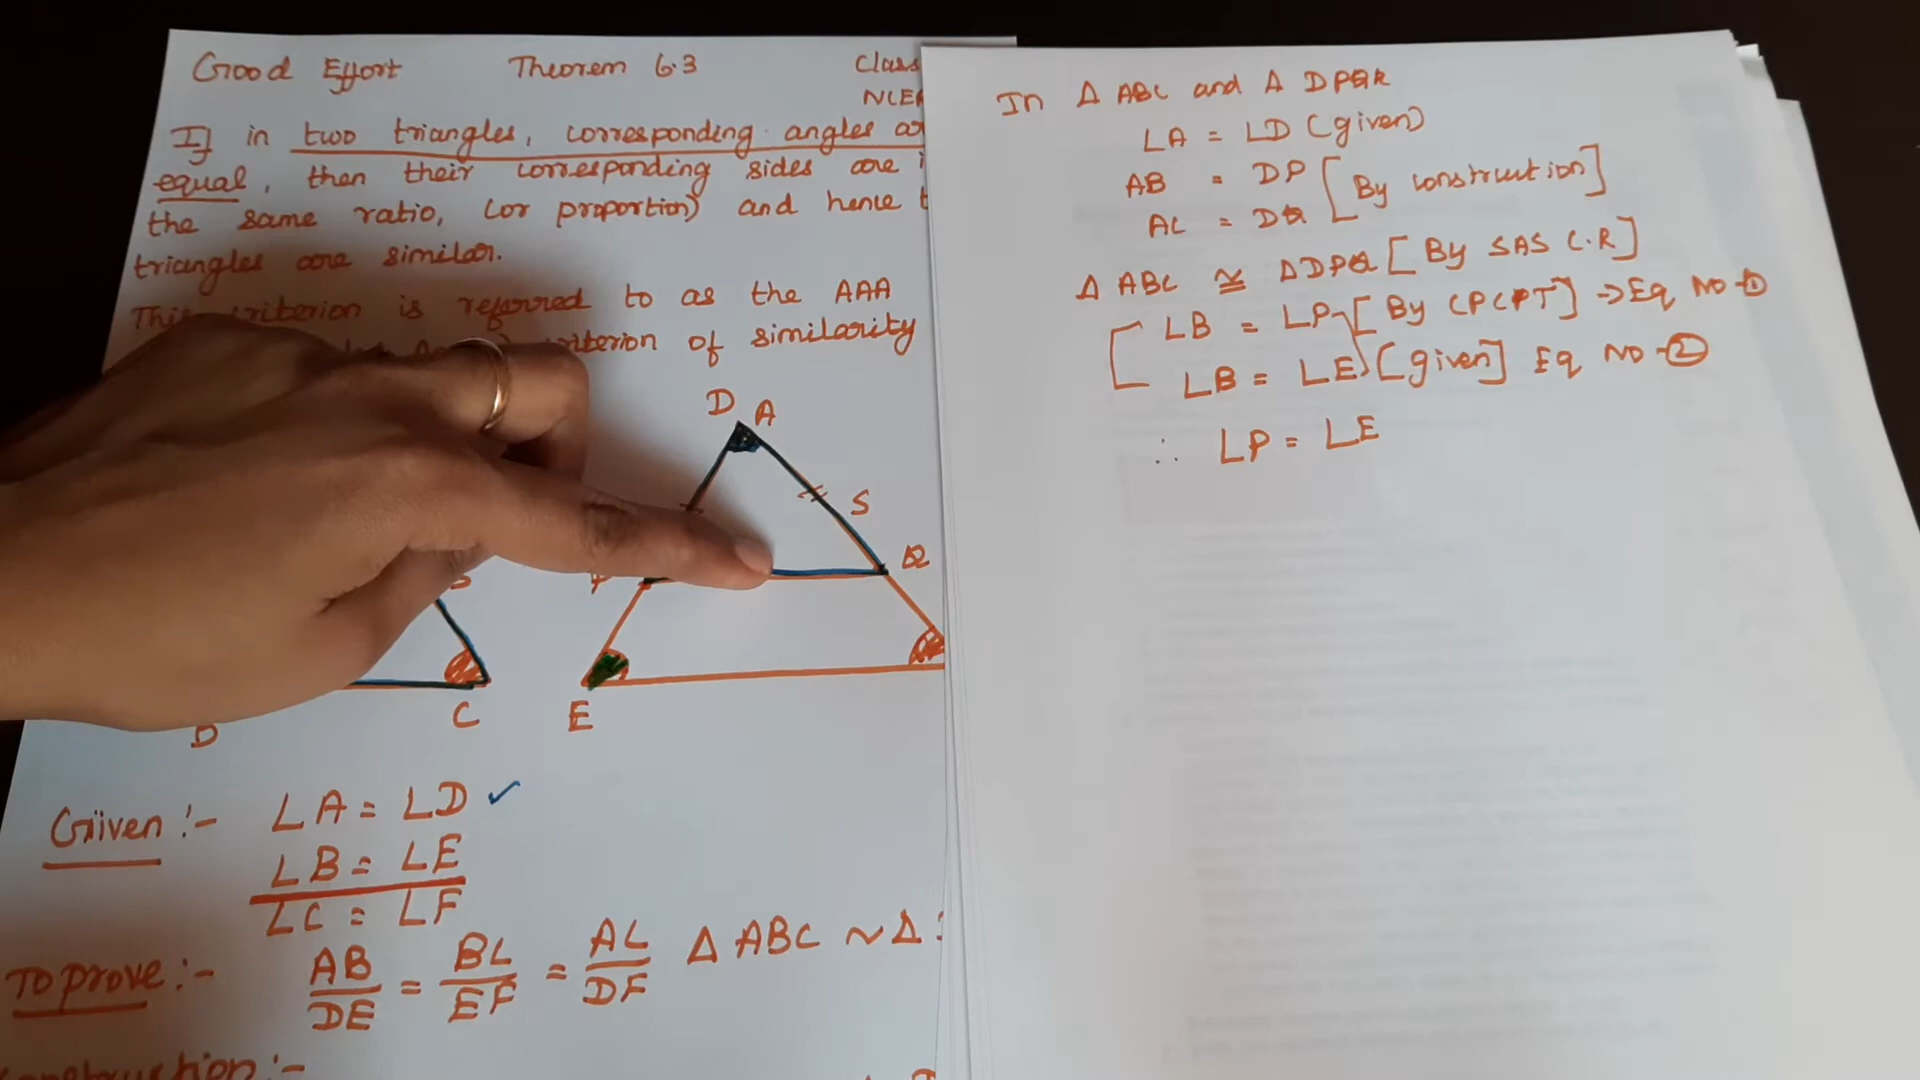 Good Effort Theorem 6.3 Class
NCE
If in two triangles, corresponding angles
equal, then their corresponding sides are
the same ratio, (or proportion) and hence
triangles are similar.
This criterion is referred to as the AAA
criterion of similarity
D A
S
Q
C
E
Given :- ∠A = ∠D ✓
∠B = ∠E
∠C = ∠F
To prove :- AB/DE = BC/EF = AC/DF Δ ABC ~ Δ
In Δ ABC and Δ DPQ
∠A = ∠D (given)
AB = DP [By construction]
AC = DQ
Δ ABC ≅ ΔDPQ [By SAS C.R]
∠B = ∠P [By CPCPT] → Eq No - 1
∠B = ∠E [given] Eq No - 2
∴ ∠P = ∠E